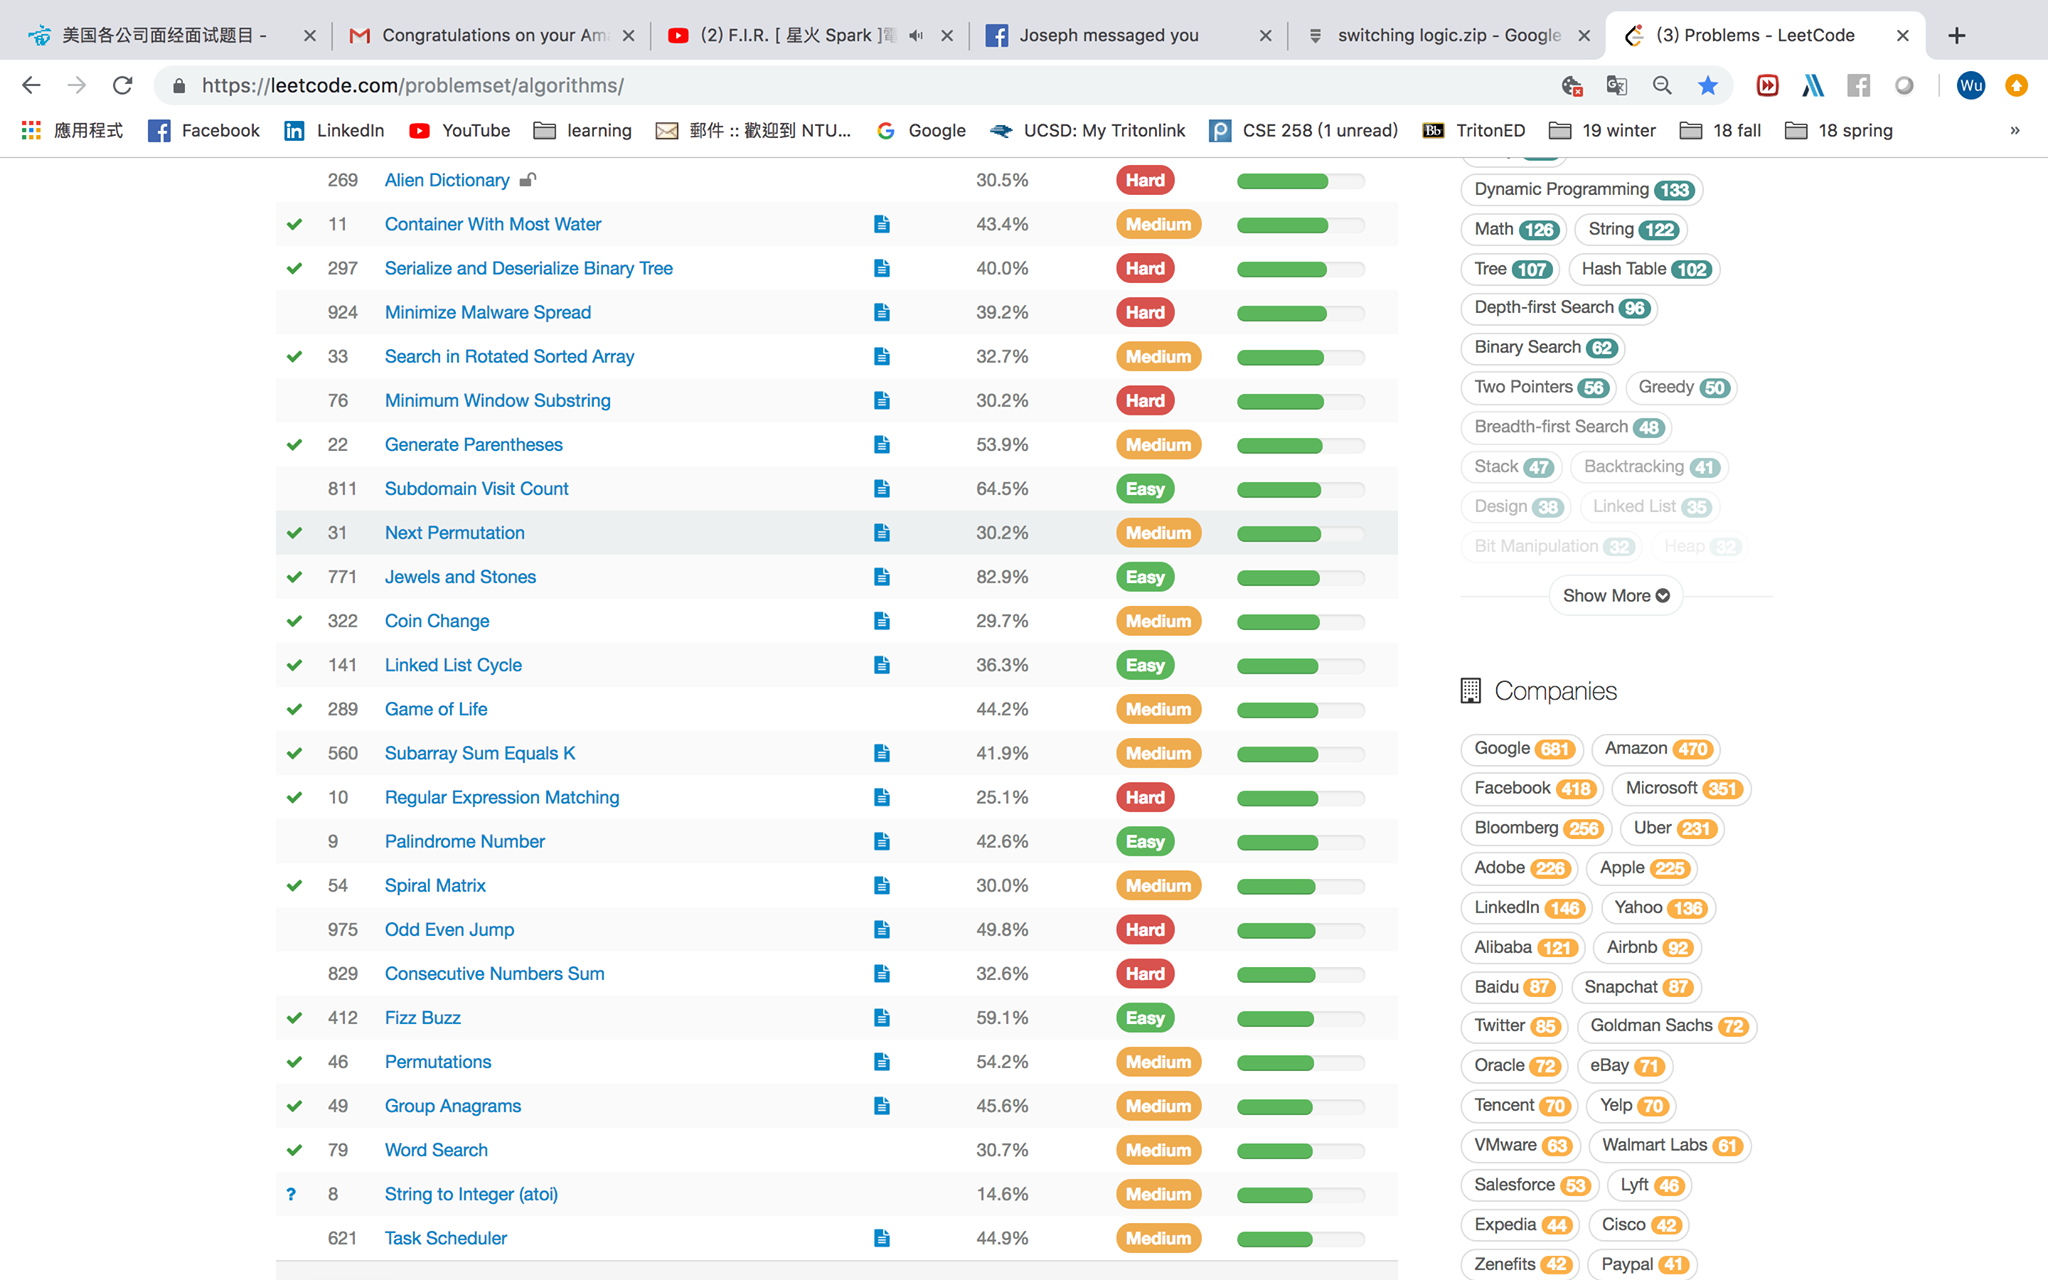 美国各公司面经面试题目 -
Congratulations on your Am
(2) F.I.R. [ 星火 Spark ]電
Joseph messaged you
switching logic.zip - Google
(3) Problems - LeetCode
https://leetcode.com/problemset/algorithms/
Wu
應用程式
Facebook
LinkedIn
YouTube
learning
郵件 :: 歡迎到 NTU...
Google
UCSD: My Tritonlink
CSE 258 (1 unread)
Bb TritonED
19 winter
18 fall
18 spring
»
269 Alien Dictionary 30.5% Hard
11 Container With Most Water 43.4% Medium
297 Serialize and Deserialize Binary Tree 40.0% Hard
924 Minimize Malware Spread 39.2% Hard
33 Search in Rotated Sorted Array 32.7% Medium
76 Minimum Window Substring 30.2% Hard
22 Generate Parentheses 53.9% Medium
811 Subdomain Visit Count 64.5% Easy
31 Next Permutation 30.2% Medium
771 Jewels and Stones 82.9% Easy
322 Coin Change 29.7% Medium
141 Linked List Cycle 36.3% Easy
289 Game of Life 44.2% Medium
560 Subarray Sum Equals K 41.9% Medium
10 Regular Expression Matching 25.1% Hard
9 Palindrome Number 42.6% Easy
54 Spiral Matrix 30.0% Medium
975 Odd Even Jump 49.8% Hard
829 Consecutive Numbers Sum 32.6% Hard
412 Fizz Buzz 59.1% Easy
46 Permutations 54.2% Medium
49 Group Anagrams 45.6% Medium
79 Word Search 30.7% Medium
? 8 String to Integer (atoi) 14.6% Medium
621 Task Scheduler 44.9% Medium
Dynamic Programming 133
Math 126 String 122
Tree 107 Hash Table 102
Depth-first Search 96
Binary Search 62
Two Pointers 56 Greedy 50
Breadth-first Search 48
Stack 47 Backtracking 41
Design 38 Linked List 35
Bit Manipulation 32 Heap 32
Show More
Companies
Google 681 Amazon 470
Facebook 418 Microsoft 351
Bloomberg 256 Uber 231
Adobe 226 Apple 225
LinkedIn 146 Yahoo 136
Alibaba 121 Airbnb 92
Baidu 87 Snapchat 87
Twitter 85 Goldman Sachs 72
Oracle 72 eBay 71
Tencent 70 Yelp 70
VMware 63 Walmart Labs 61
Salesforce 53 Lyft 46
Expedia 44 Cisco 42
Zenefits 42 Paypal 41